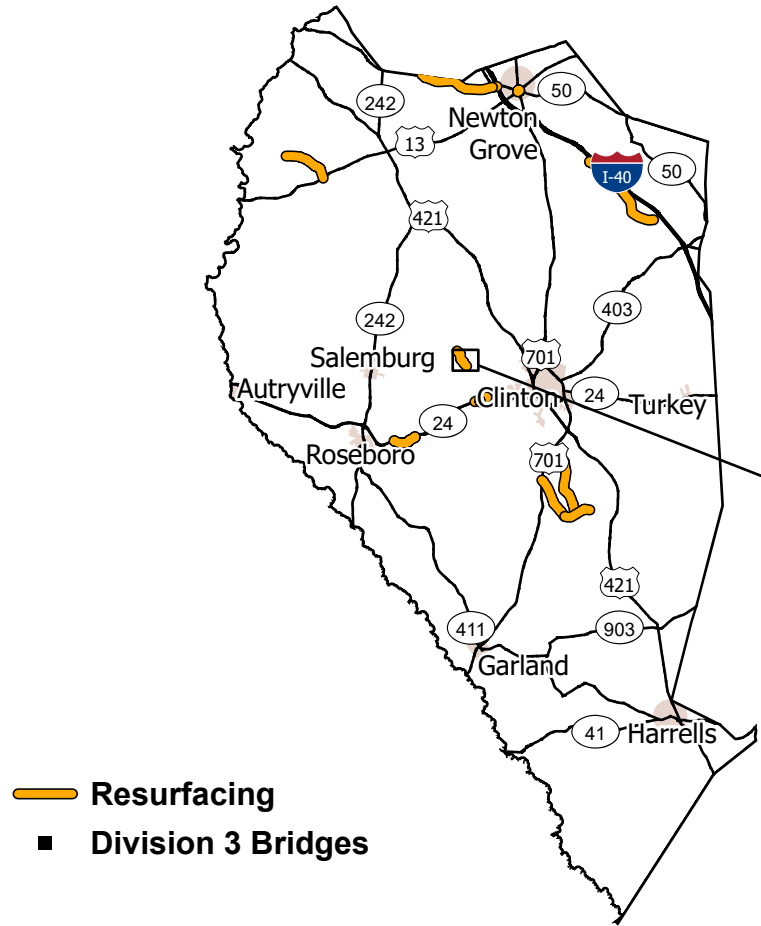 242
50
Newton
Grove
13
50
I-40
421
403
242
701
Salemburg
Autryville
24
Clinton
24
Turkey
Roseboro
701
421
411
903
Garland
41
Harrells
Resurfacing
Division 3 Bridges